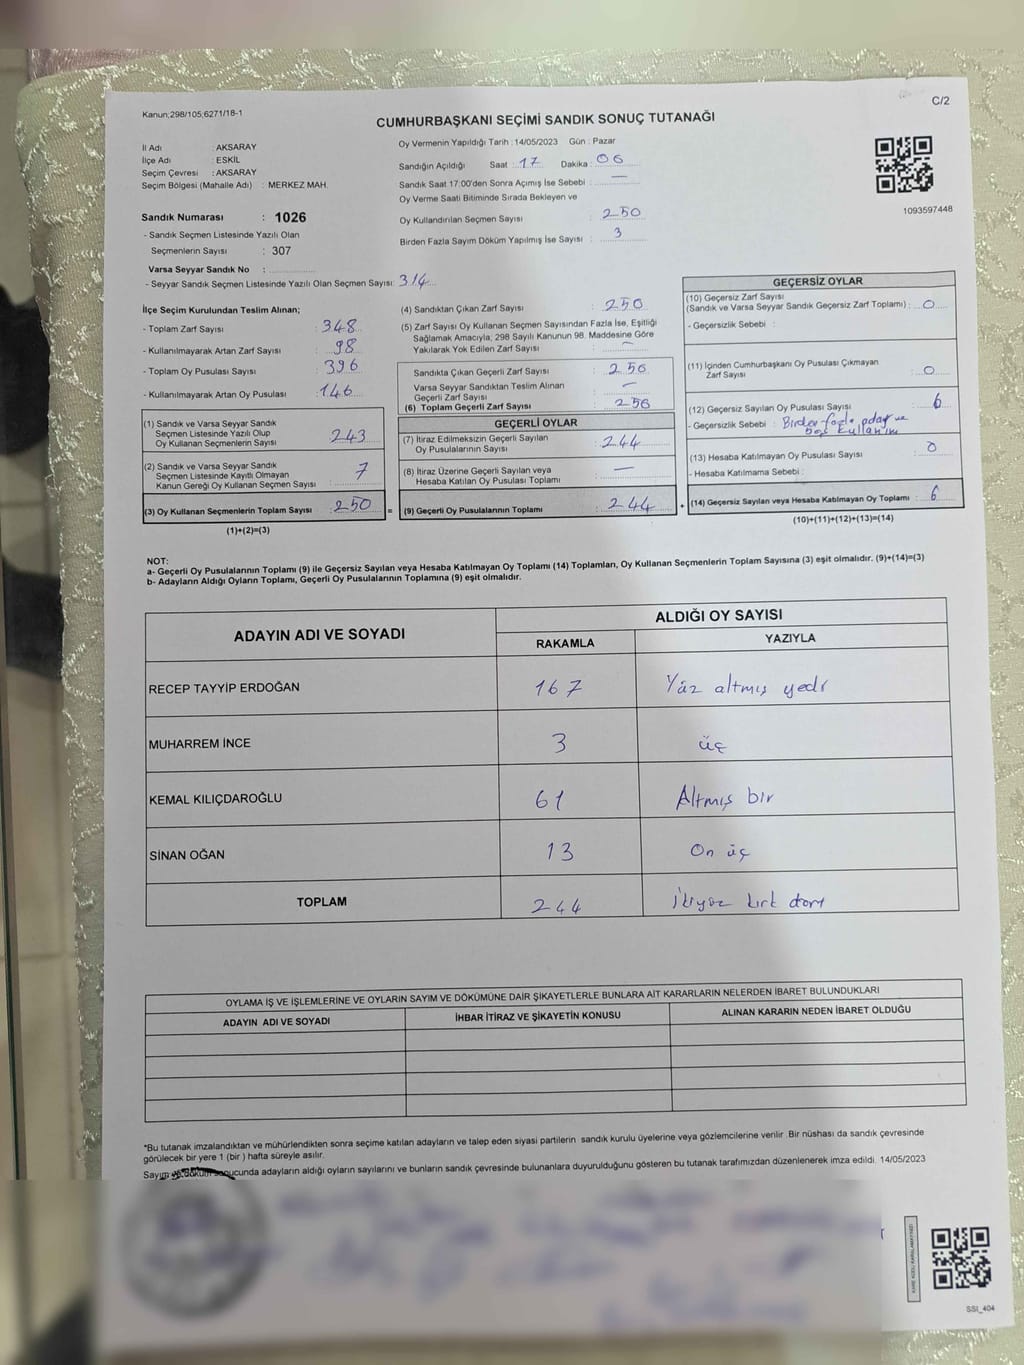 Kanun;298/105;6271/18-1
C/2
CUMHURBAŞKANI SEÇİMİ SANDIK SONUÇ TUTANAĞI
İl Adı : AKSARAY
İlçe Adı : ESKİL
Seçim Çevresi : AKSARAY
Seçim Bölgesi (Mahalle Adı) : MERKEZ MAH.
Sandık Numarası : 1026
- Sandık Seçmen Listesinde Yazılı Olan
Seçmenlerin Sayısı : 307
Varsa Seyyar Sandık No :
- Seyyar Sandık Seçmen Listesinde Yazılı Olan Seçmen Sayısı: 314
Oy Vermenin Yapıldığı Tarih : 14/05/2023 Gün : Pazar
Sandığın Açıldığı Saat : 17 Dakika : 06
Sandık Saat 17:00'den Sonra Açımış İse Sebebi : —
Oy Verme Saati Bitiminde Sırada Bekleyen ve
Oy Kullandırılan Seçmen Sayısı : 250
Birden Fazla Sayım Döküm Yapılmış İse Sayısı : 3
1093597448
İlçe Seçim Kurulundan Teslim Alınan;
- Toplam Zarf Sayısı : 348
- Kullanılmayarak Artan Zarf Sayısı : 98
- Toplam Oy Pusulası Sayısı : 396
- Kullanılmayarak Artan Oy Pusulası : 146
(1) Sandık ve Varsa Seyyar Sandık
Seçmen Listesinde Yazılı Olup
Oy Kullanan Seçmenlerin Sayısı : 243
(2) Sandık ve Varsa Seyyar Sandık
Seçmen Listesinde Kayıtlı Olmayan
Kanun Gereği Oy Kullanan Seçmen Sayısı : 7
(3) Oy Kullanan Seçmenlerin Toplam Sayısı : 250
(1)+(2)=(3)
(4) Sandıktan Çıkan Zarf Sayısı : 250
(5) Zarf Sayısı Oy Kullanan Seçmen Sayısından Fazla İse, Eşitliği
Sağlamak Amacıyla; 298 Sayılı Kanunun 98. Maddesine Göre
Yakılarak Yok Edilen Zarf Sayısı : —
Sandıkta Çıkan Geçerli Zarf Sayısı : 250
Varsa Seyyar Sandıktan Teslim Alınan
Geçerli Zarf Sayısı : —
(6) Toplam Geçerli Zarf Sayısı : 250
GEÇERLİ OYLAR
(7) İtiraz Edilmeksizin Geçerli Sayılan
Oy Pusulalarının Sayısı : 244
(8) İtiraz Üzerine Geçerli Sayılan veya
Hesaba Katılan Oy Pusulası Toplamı : —
= (9) Geçerli Oy Pusulalarının Toplamı : 244
GEÇERSİZ OYLAR
(10) Geçersiz Zarf Sayısı
(Sandık ve Varsa Seyyar Sandık Geçersiz Zarf Toplamı) : 0
- Geçersizlik Sebebi :
(11) İçinden Cumhurbaşkanı Oy Pusulası Çıkmayan
Zarf Sayısı : 0
(12) Geçersiz Sayılan Oy Pusulası Sayısı : 6
- Geçersizlik Sebebi : Birden fazla aday ve
boş kullanım
(13) Hesaba Katılmayan Oy Pusulası Sayısı : 0
- Hesaba Katılmama Sebebi :
+ (14) Geçersiz Sayılan veya Hesaba Katılmayan Oy Toplamı : 6
(10)+(11)+(12)+(13)=(14)
NOT:
a- Geçerli Oy Pusulalarının Toplamı (9) ile Geçersiz Sayılan veya Hesaba Katılmayan Oy Toplamı (14) Toplamları, Oy Kullanan Seçmenlerin Toplam Sayısına (3) eşit olmalıdır. (9)+(14)=(3)
b- Adayların Aldığı Oyların Toplamı, Geçerli Oy Pusulalarının Toplamına (9) eşit olmalıdır.
ADAYIN ADI VE SOYADI
ALDIĞI OY SAYISI
RAKAMLA YAZIYLA
RECEP TAYYİP ERDOĞAN 167 Yüz altmış yedi
MUHARREM İNCE 3 üç
KEMAL KILIÇDAROĞLU 61 Altmış bir
SİNAN OĞAN 13 On üç
TOPLAM 244 İkiyüz kırk dört
OYLAMA İŞ VE İŞLEMLERİNE VE OYLARIN SAYIM VE DÖKÜMÜNE DAİR ŞİKAYETLERLE BUNLARA AİT KARARLARIN NELERDEN İBARET BULUNDUKLARI
ADAYIN ADI VE SOYADI İHBAR İTİRAZ VE ŞİKAYETİN KONUSU ALINAN KARARIN NEDEN İBARET OLDUĞU
*Bu tutanak imzalandıktan ve mühürlendikten sonra seçime katılan adayların ve talep eden siyasi partilerin sandık kurulu üyelerine veya gözlemcilerine verilir .Bir nüshası da sandık çevresinde
görülecek bir yere 1 (bir ) hafta süreyle asılır.
Sayım ve döküm sonucunda adayların aldığı oyların sayılarını ve bunların sandık çevresinde bulunanlara duyurulduğunu gösteren bu tutanak tarafımızdan düzenlenerek imza edildi. 14/05/2023
SSI_404